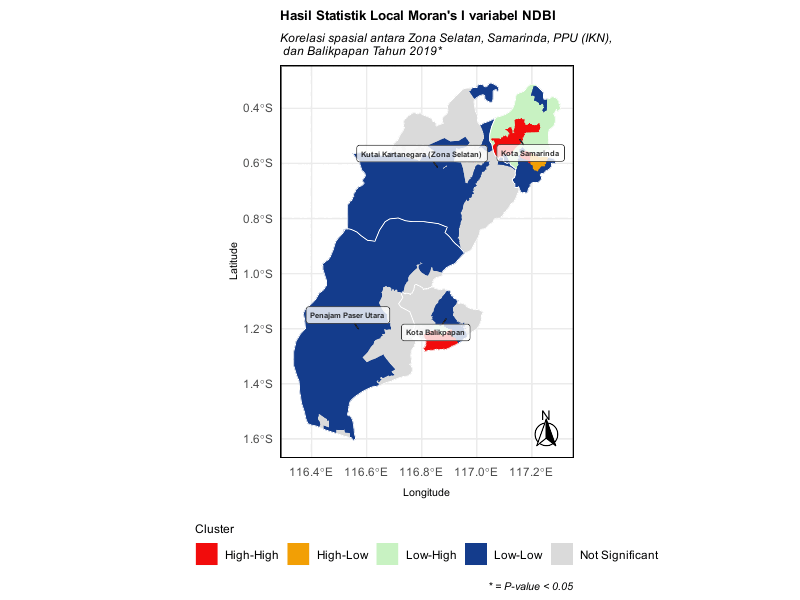 Hasil Statistik Local Moran's I variabel NDBI
Korelasi spasial antara Zona Selatan, Samarinda, PPU (IKN),
dan Balikpapan Tahun 2019*
0.4°S
0.6°S
0.8°S
1.0°S
1.2°S
1.4°S
1.6°S
Latitude
Kutai Kartanegara (Zona Selatan)
Kota Samarinda
Penajam Paser Utara
Kota Balikpapan
N
116.4°E 116.6°E 116.8°E 117.0°E 117.2°E
Longitude
Cluster
High-High High-Low Low-High Low-Low Not Significant
* = P-value < 0.05